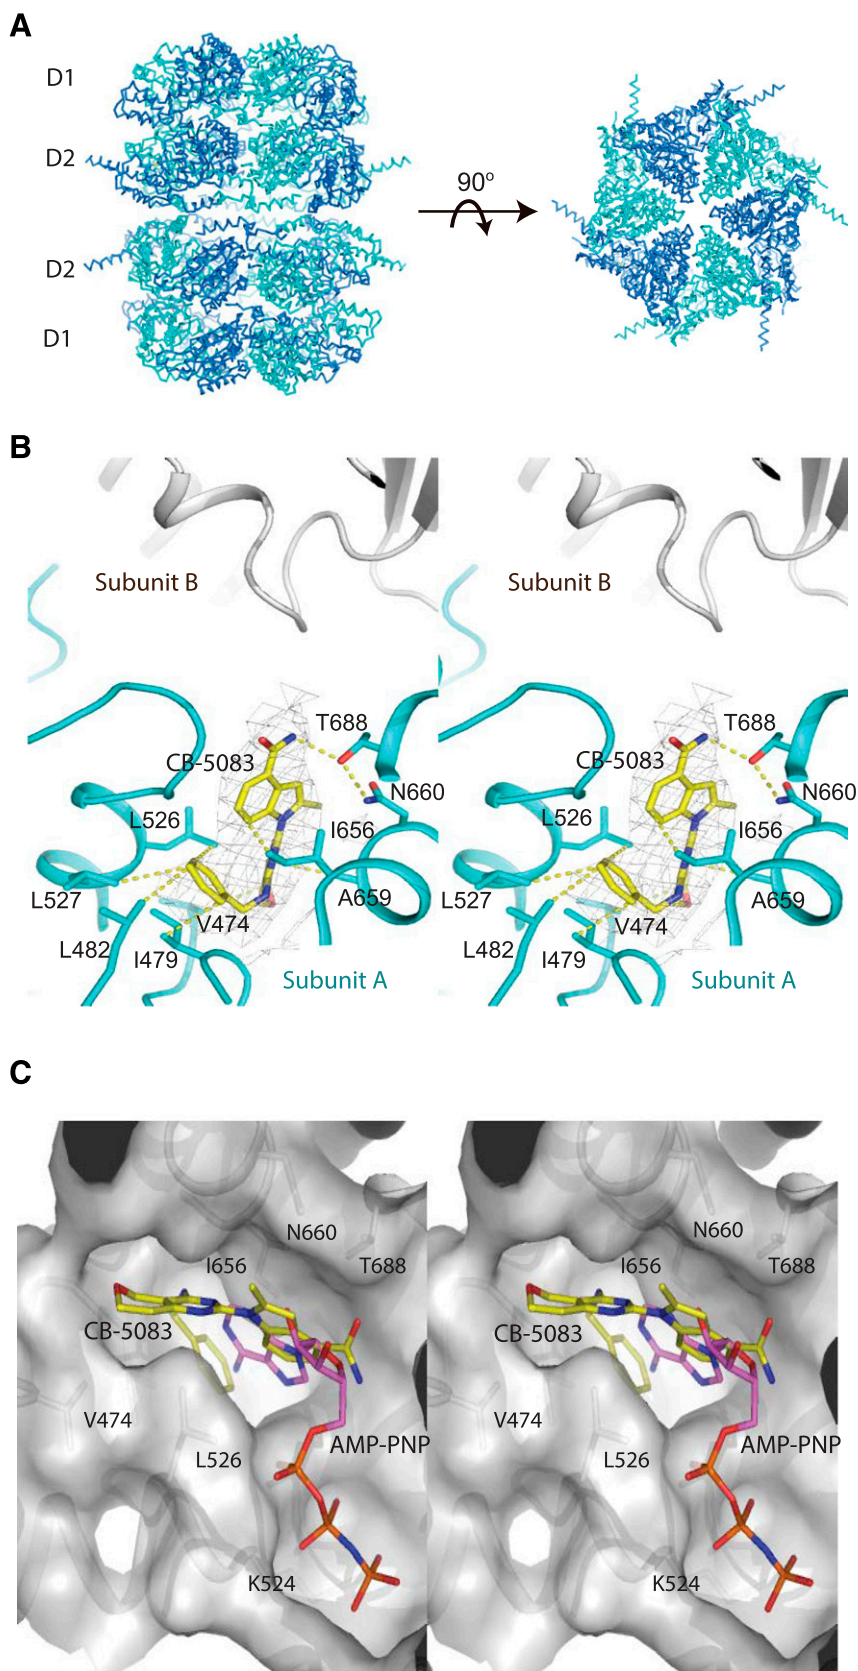 A
D1
D2
90°
D2
D1
B
Subunit B
Subunit B
T688
T688
CB-5083
CB-5083
N660
N660
L526
L526
I656
I656
L527
L527
A659
A659
V474
V474
L482
L482
I479
I479
Subunit A
Subunit A
C
N660
N660
I656
I656
T688
T688
CB-5083
CB-5083
V474
V474
AMP-PNP
AMP-PNP
L526
L526
K524
K524